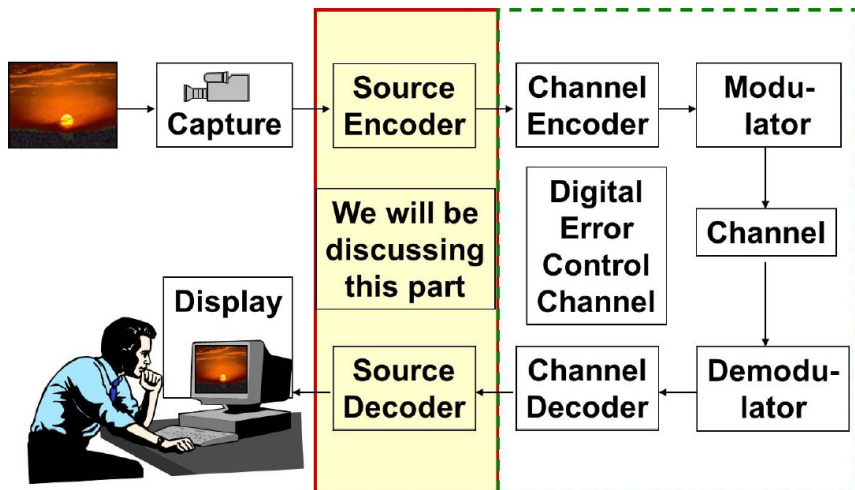 Capture
Source
Encoder
Channel
Encoder
Modu-
lator
We will be
discussing
this part
Digital
Error
Control
Channel
Channel
Display
Source
Decoder
Channel
Decoder
Demodu-
lator